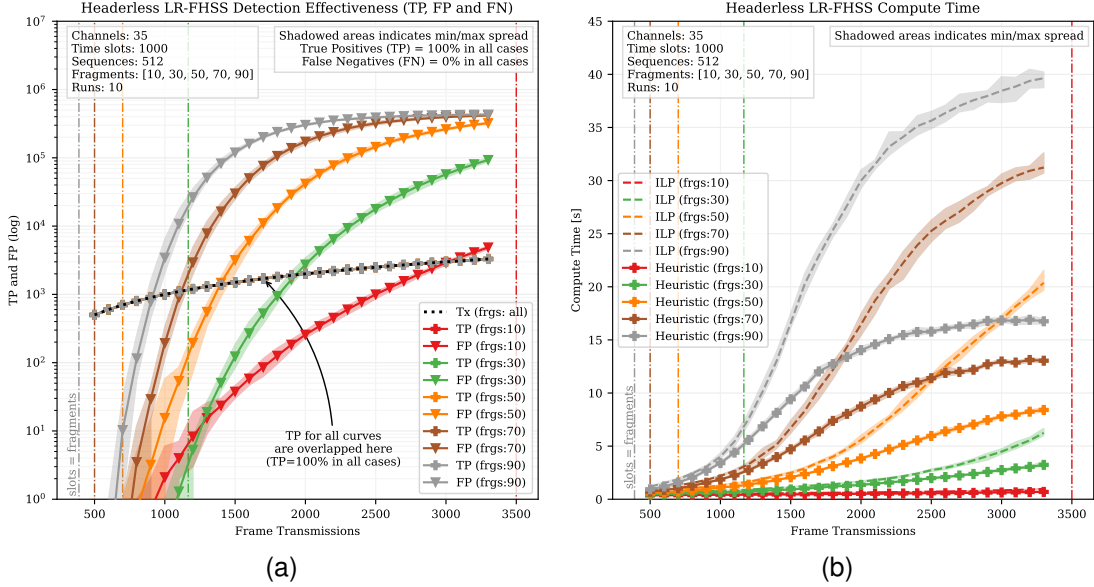 Headerless LR-FHSS Detection Effectiveness (TP, FP and FN)
Channels: 35
Time slots: 1000
Sequences: 512
Fragments: [10, 30, 50, 70, 90]
Runs: 10
Shadowed areas indicates min/max spread
True Positives (TP) = 100% in all cases
False Negatives (FN) = 0% in all cases
TP and FP (log)
10^7
10^6
10^5
10^4
10^3
10^2
10^1
10^0
slots = fragments
TP for all curves
are overlapped here
(TP=100% in all cases)
Tx (frgs: all)
TP (frgs:10)
FP (frgs:10)
TP (frgs:30)
FP (frgs:30)
TP (frgs:50)
FP (frgs:50)
TP (frgs:70)
FP (frgs:70)
TP (frgs:90)
FP (frgs:90)
500 1000 1500 2000 2500 3000 3500
Frame Transmissions
(a)
Headerless LR-FHSS Compute Time
Channels: 35
Time slots: 1000
Sequences: 512
Fragments: [10, 30, 50, 70, 90]
Runs: 10
Shadowed areas indicates min/max spread
Compute Time [s]
45
40
35
30
25
20
15
10
5
0
ILP (frgs:10)
ILP (frgs:30)
ILP (frgs:50)
ILP (frgs:70)
ILP (frgs:90)
Heuristic (frgs:10)
Heuristic (frgs:30)
Heuristic (frgs:50)
Heuristic (frgs:70)
Heuristic (frgs:90)
slots = fragments
500 1000 1500 2000 2500 3000 3500
Frame Transmissions
(b)